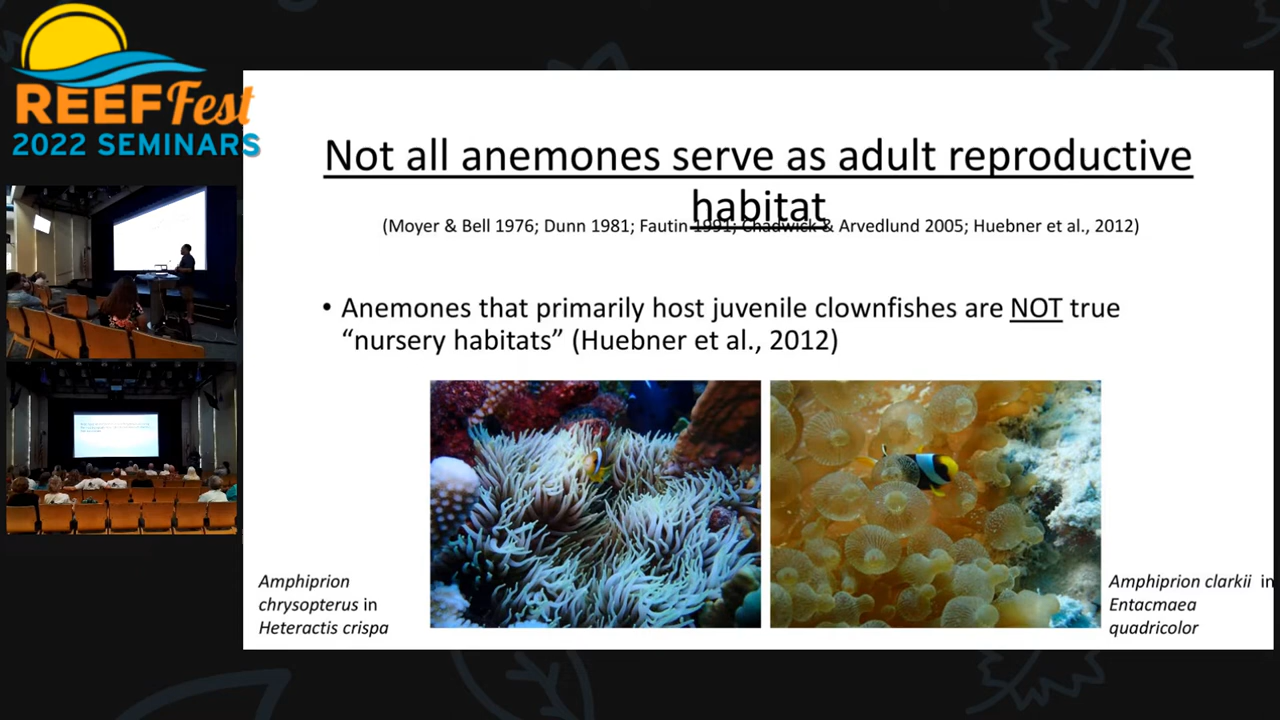 REEF Fest
2022 SEMINARS
Not all anemones serve as adult reproductive
habitat
(Moyer & Bell 1976; Dunn 1981; Fautin 1991; Chadwick & Arvedlund 2005; Huebner et al., 2012)
• Anemones that primarily host juvenile clownfishes are NOT true
“nursery habitats” (Huebner et al., 2012)
Amphiprion
chrysopterus in
Heteractis crispa
Amphiprion clarkii in
Entacmaea
quadricolor